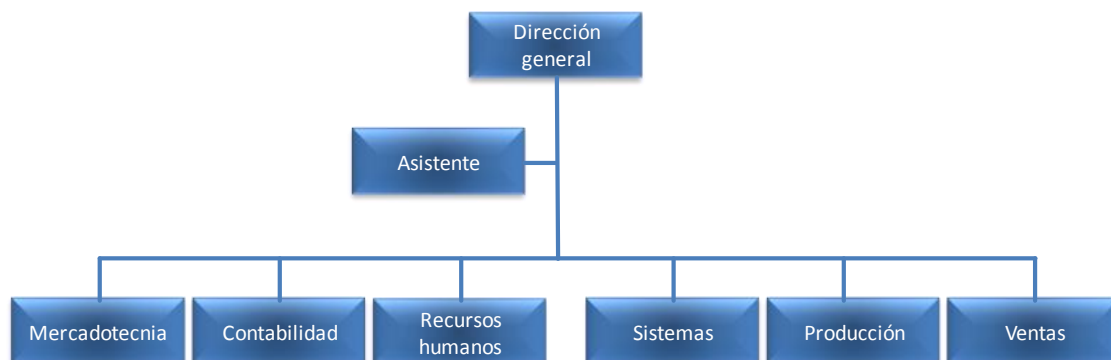 Dirección
general
Asistente
Mercadotecnia
Contabilidad
Recursos
humanos
Sistemas
Producción
Ventas